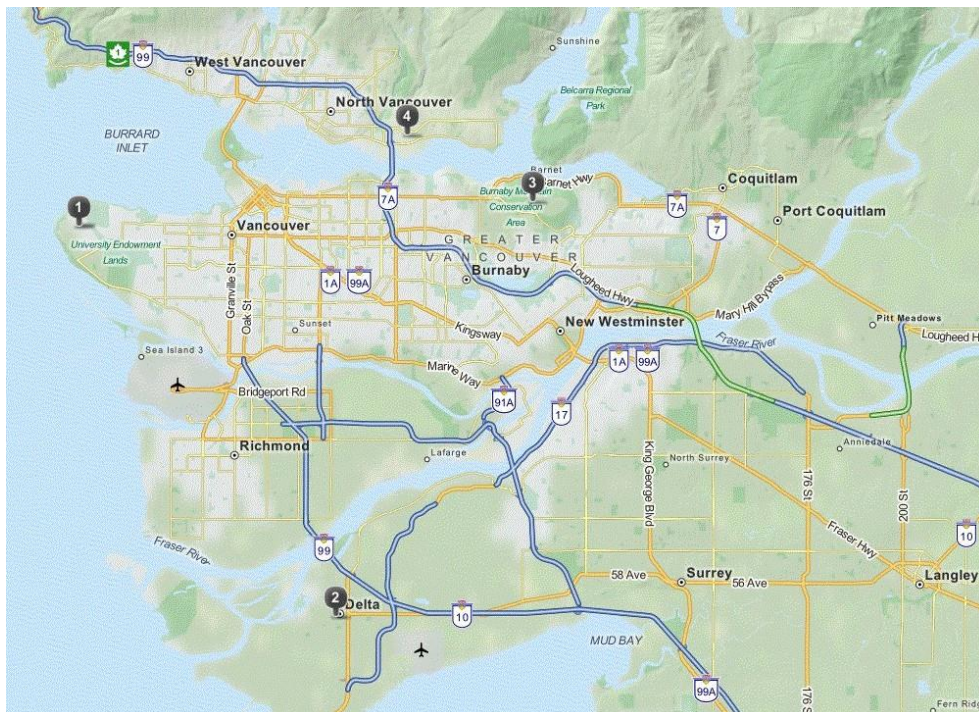 Sunshine
1
99
West Vancouver
Belcarra Regional
Park
North Vancouver
4
BURRARD
INLET
Barnet
Barnet Hwy
Coquitlam
3
Burnaby Mountain
Conservation
Area
7A
7A
1
Port Coquitlam
7
Vancouver
University Endowment
Lands
GREATER
VANCOUVER
Burnaby
Lougheed Hwy
1A
99A
Granville St
Oak St
Mary Hill Bypass
Sunset
Kingsway
New Westminster
Pitt Meadows
Lougheed H
Fraser River
Sea Island 3
1A
99A
Marine Way
Bridgeport Rd
91A
17
Richmond
Lafarge
North Surrey
Anniedale
King George Blvd
176 St
200 St
Fraser River
99
Fraser Hwy
10
58 Ave
Surrey
56 Ave
Langley
2
Delta
10
MUD BAY
99A
176 St
Fern Ridg